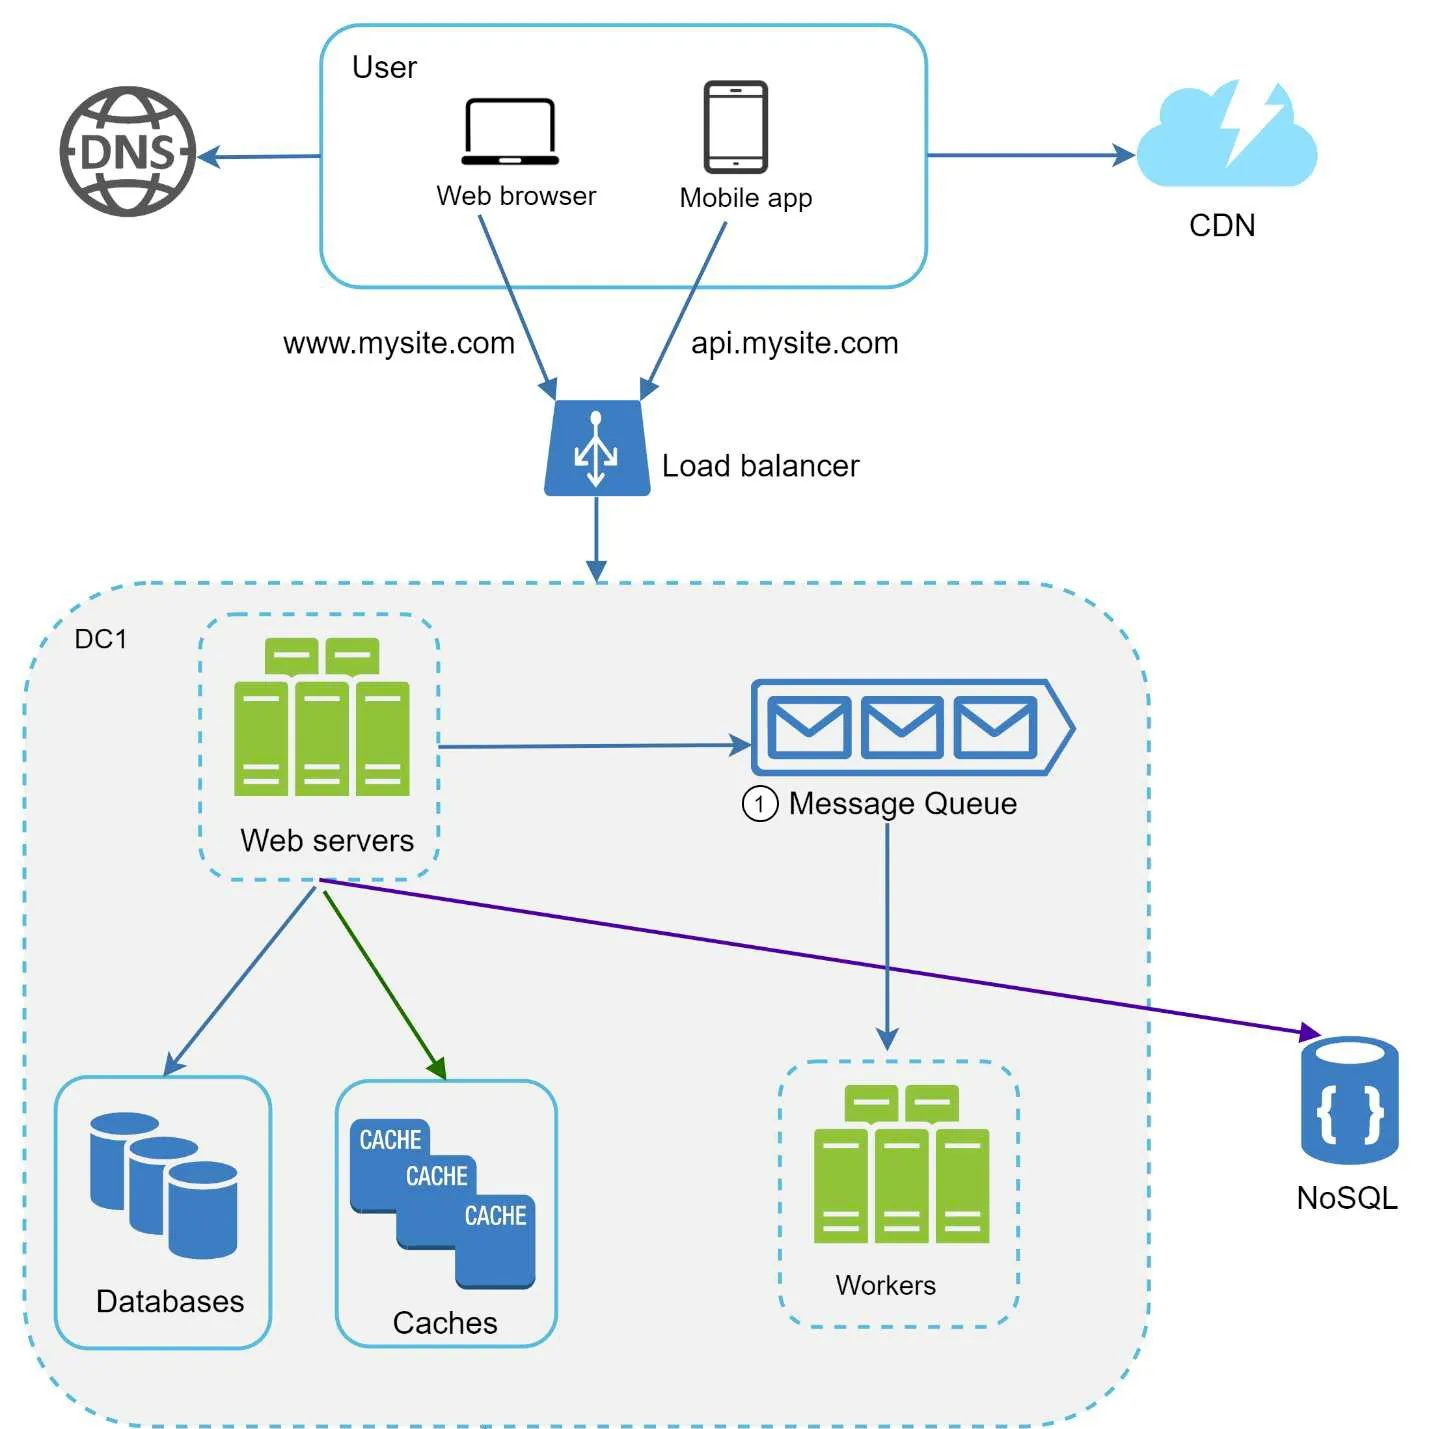 User
DNS
Web browser
Mobile app
CDN
www.mysite.com
api.mysite.com
Load balancer
DC1
Web servers
1 Message Queue
CACHE
CACHE
CACHE
Databases
Caches
Workers
{ }
NoSQL